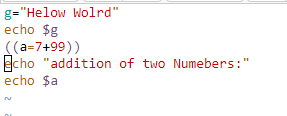 g="Helow Wolrd"
echo $g
((a=7+99))
echo "addition of two Numebers:"
echo $a
~
~